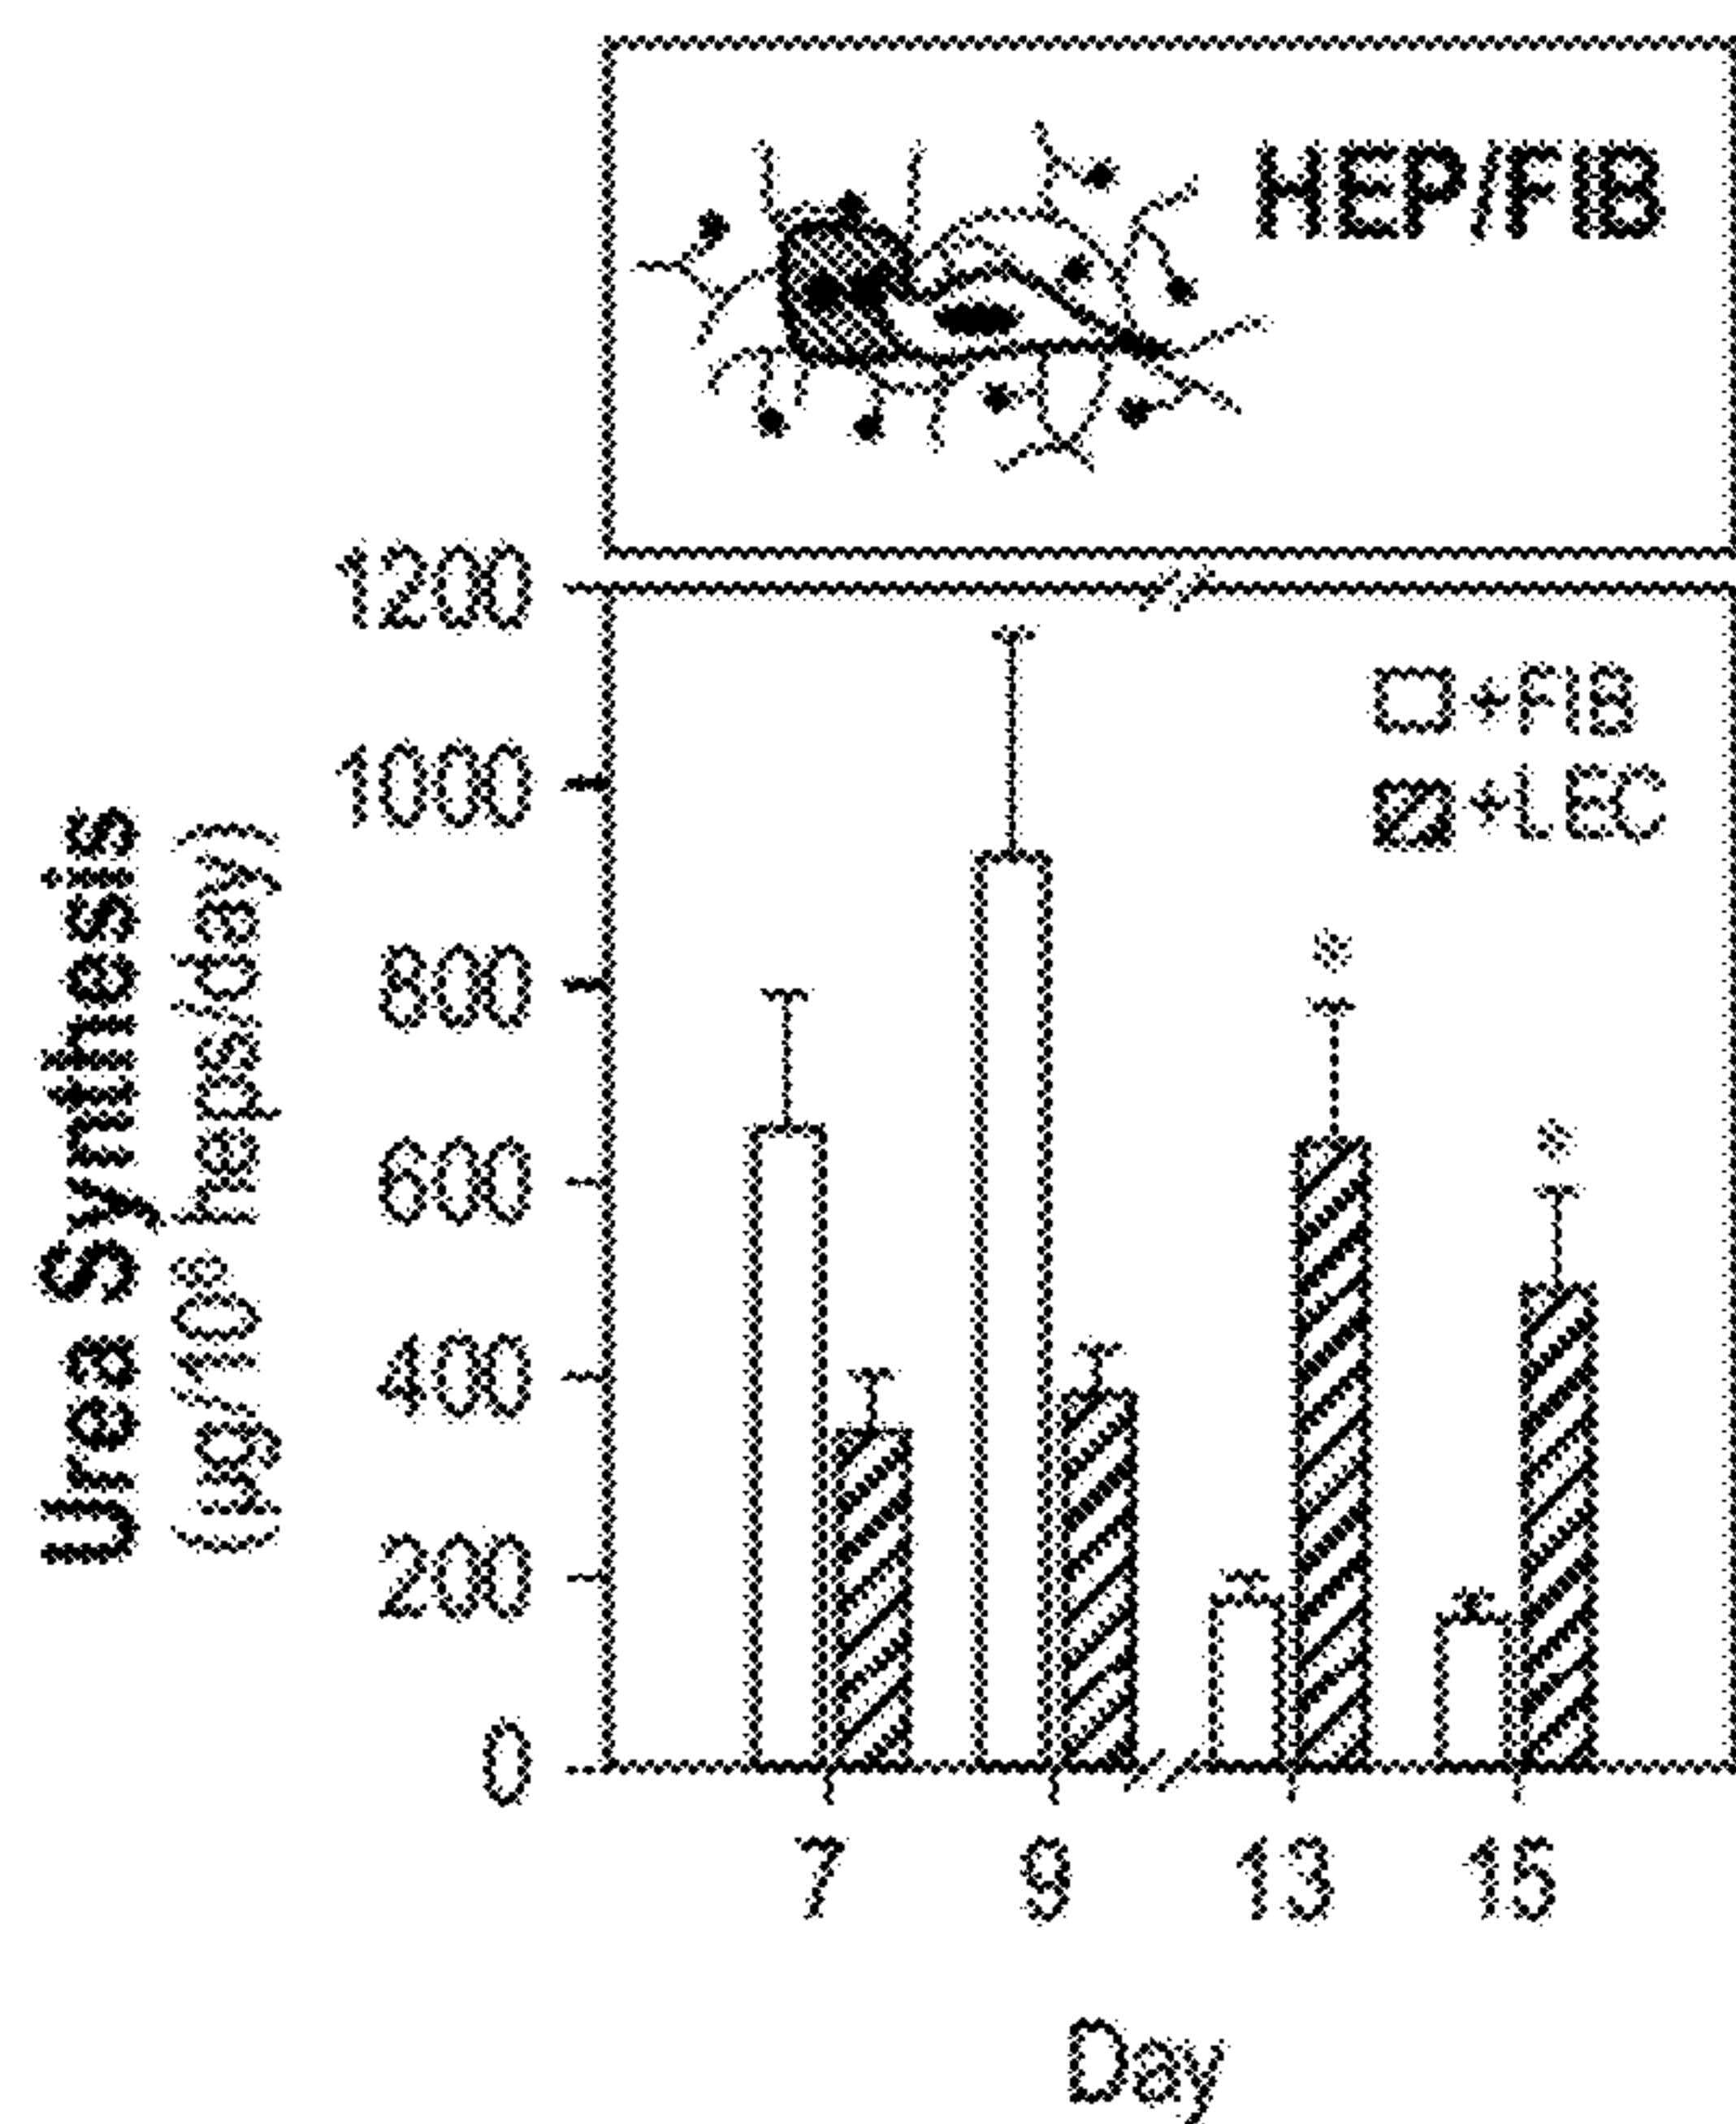 HEP/FIB
1200
1000
800
600
400
200
0
Urea Synthesis
(µg/10⁶ heps/day)
+FIB
+LEC
*
*
7 9 13 15
Day